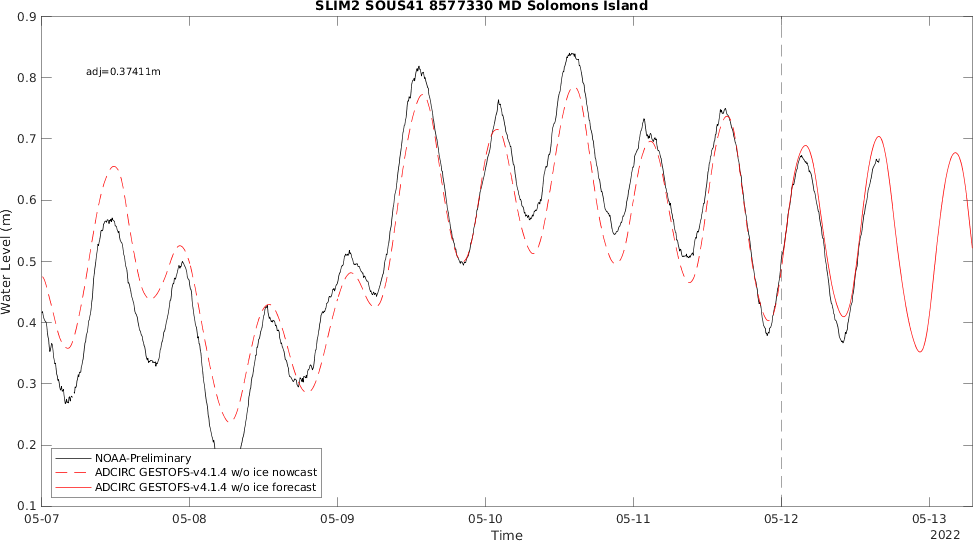 SLIM2 SOUS41 8577330 MD Solomons Island
0.9
0.8
0.7
0.6
0.5
0.4
0.3
0.2
0.1
Water Level (m)
adj=0.37411m
NOAA-Preliminary
ADCIRC GESTOFS-v4.1.4 w/o ice nowcast
ADCIRC GESTOFS-v4.1.4 w/o ice forecast
05-07 05-08 05-09 05-10 05-11 05-12 05-13
Time
2022